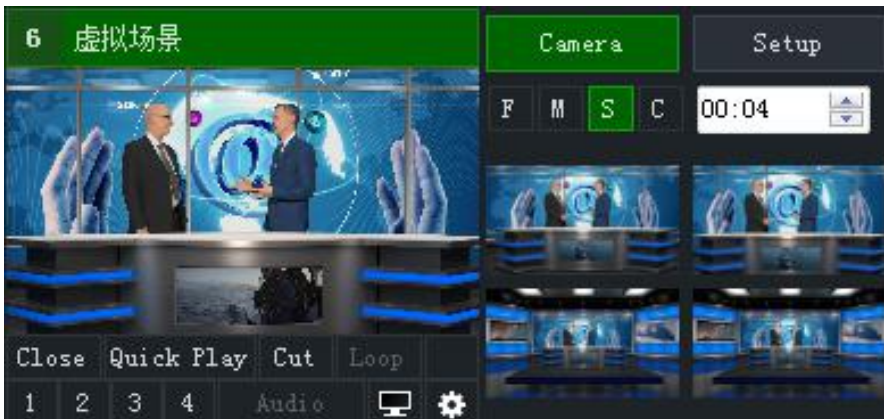 6 虚拟场景
Camera Setup
F M S C 00:04
Close Quick Play Cut Loop
1 2 3 4 Audio